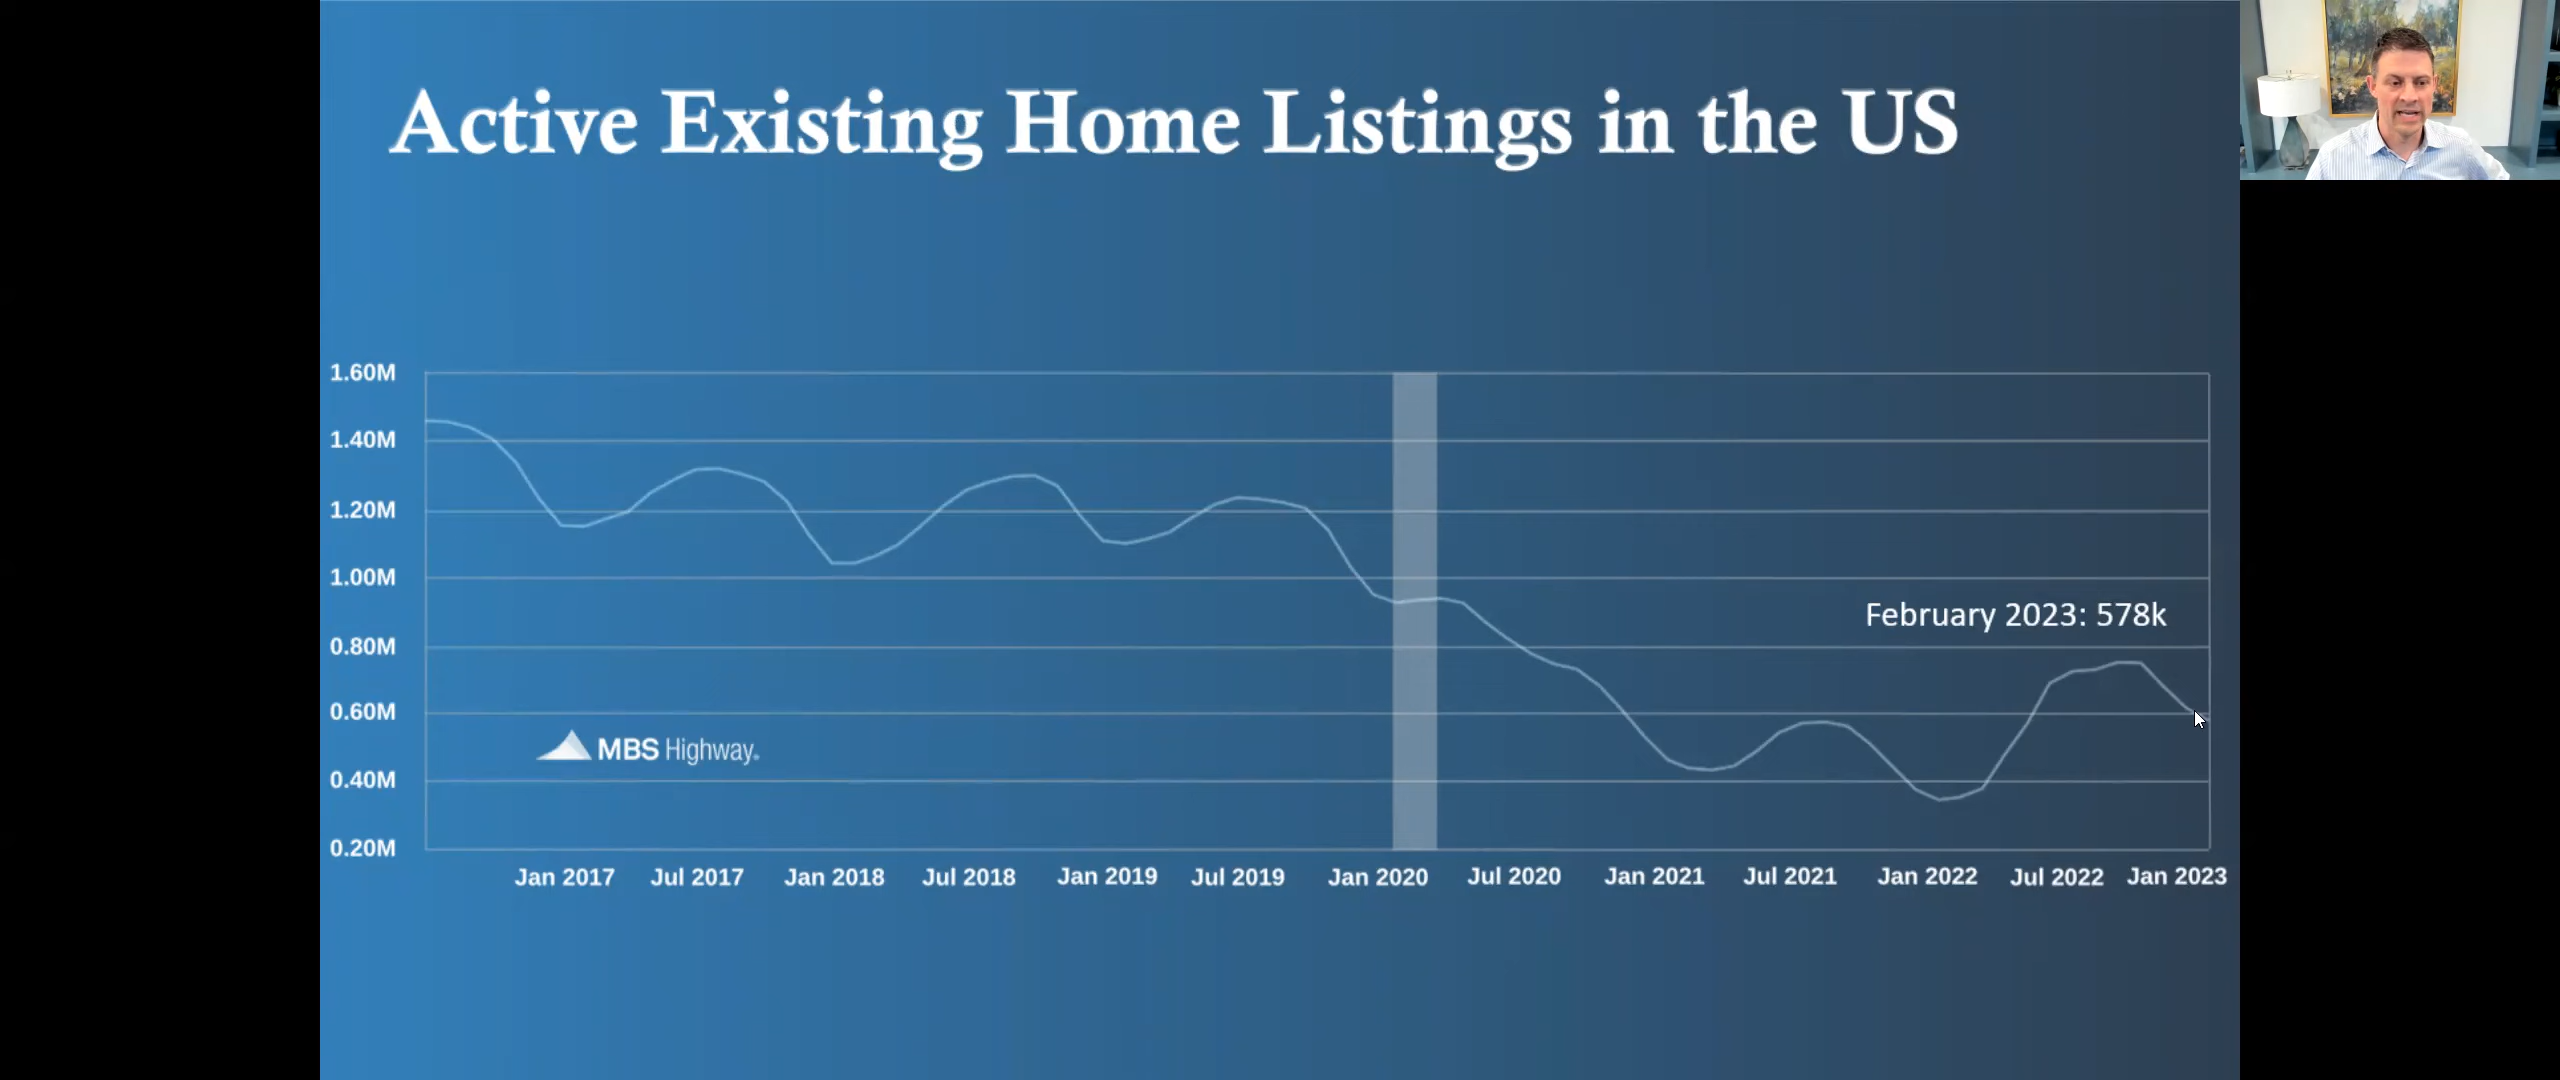 Active Existing Home Listings in the US
1.60M
1.40M
1.20M
1.00M
February 2023: 578k
0.80M
0.60M
MBS Highway®
0.40M
0.20M
Jan 2017 Jul 2017 Jan 2018 Jul 2018 Jan 2019 Jul 2019 Jan 2020 Jul 2020 Jan 2021 Jul 2021 Jan 2022 Jul 2022 Jan 2023